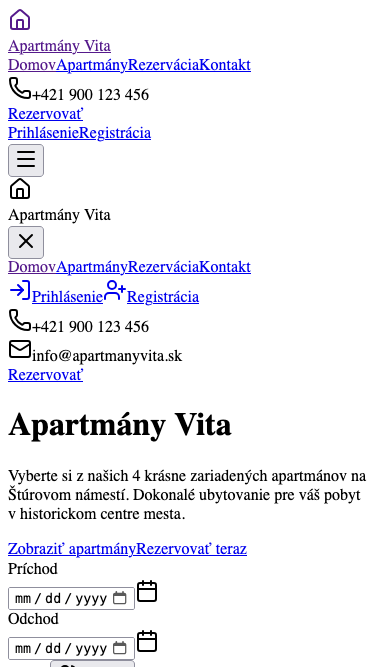 Apartmány Vita
DomovApartmányRezerváciaKontakt
+421 900 123 456
Rezervovať
PrihlásenieRegistrácia
Apartmány Vita
DomovApartmányRezerváciaKontakt
PrihlásenieRegistrácia
+421 900 123 456
info@apartmanyvita.sk
Rezervovať
Apartmány Vita
Vyberte si z našich 4 krásne zariadených apartmánov na
Štúrovom námestí. Dokonalé ubytovanie pre váš pobyt
v historickom centre mesta.
Zobraziť apartmányRezervovať teraz
Príchod
mm/dd/yyyy
Odchod
mm/dd/yyyy